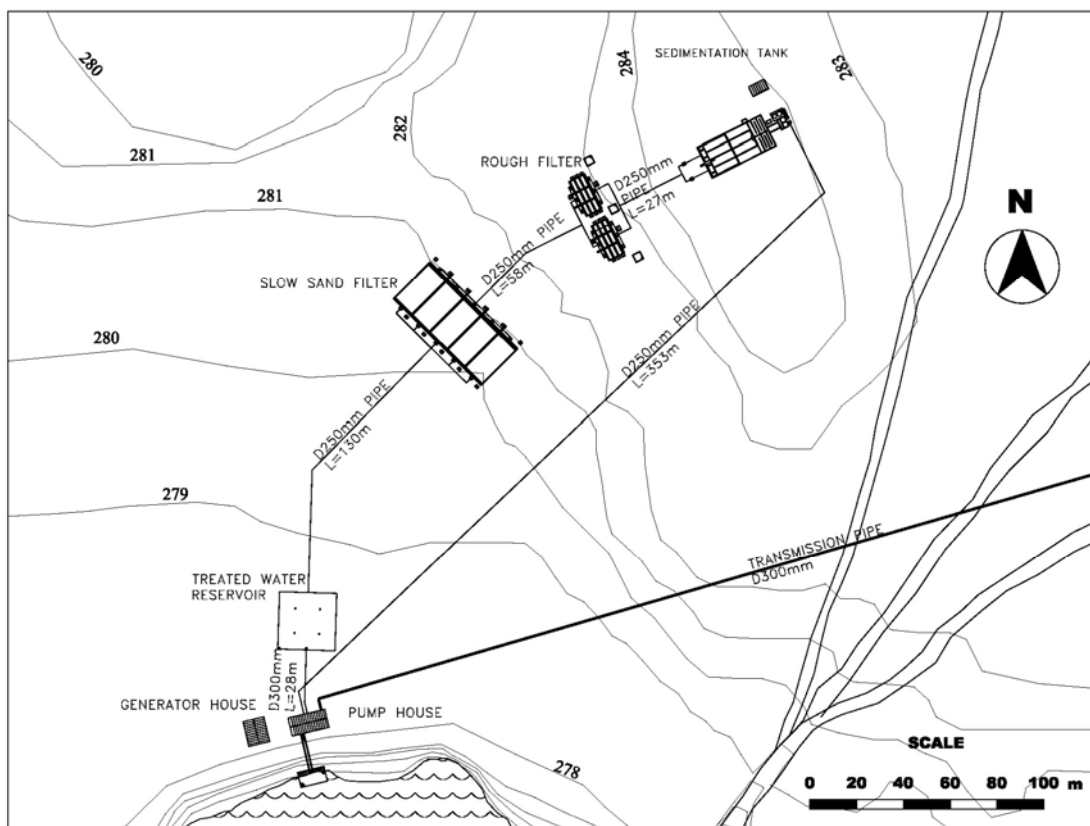 280
281
281
280
279
282
284
283
278
SEDIMENTATION TANK
ROUGH FILTER
D250mm
PIPE
L=27m
D250mm PIPE
L=58m
SLOW SAND FILTER
D250mm PIPE
L=353m
D250mm PIPE
L=130m
N
TRANSMISSION PIPE
D300mm
TREATED WATER
RESERVOIR
D300mm
L=28m
GENERATOR HOUSE
PUMP HOUSE
SCALE
0 20 40 60 80 100 m